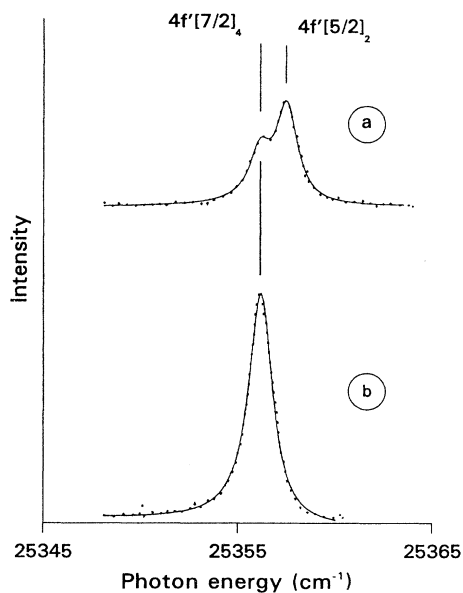 4f'[7/2]₄ 4f'[5/2]₂
a
b
Intensity
25345 25355 25365
Photon energy (cm⁻¹)